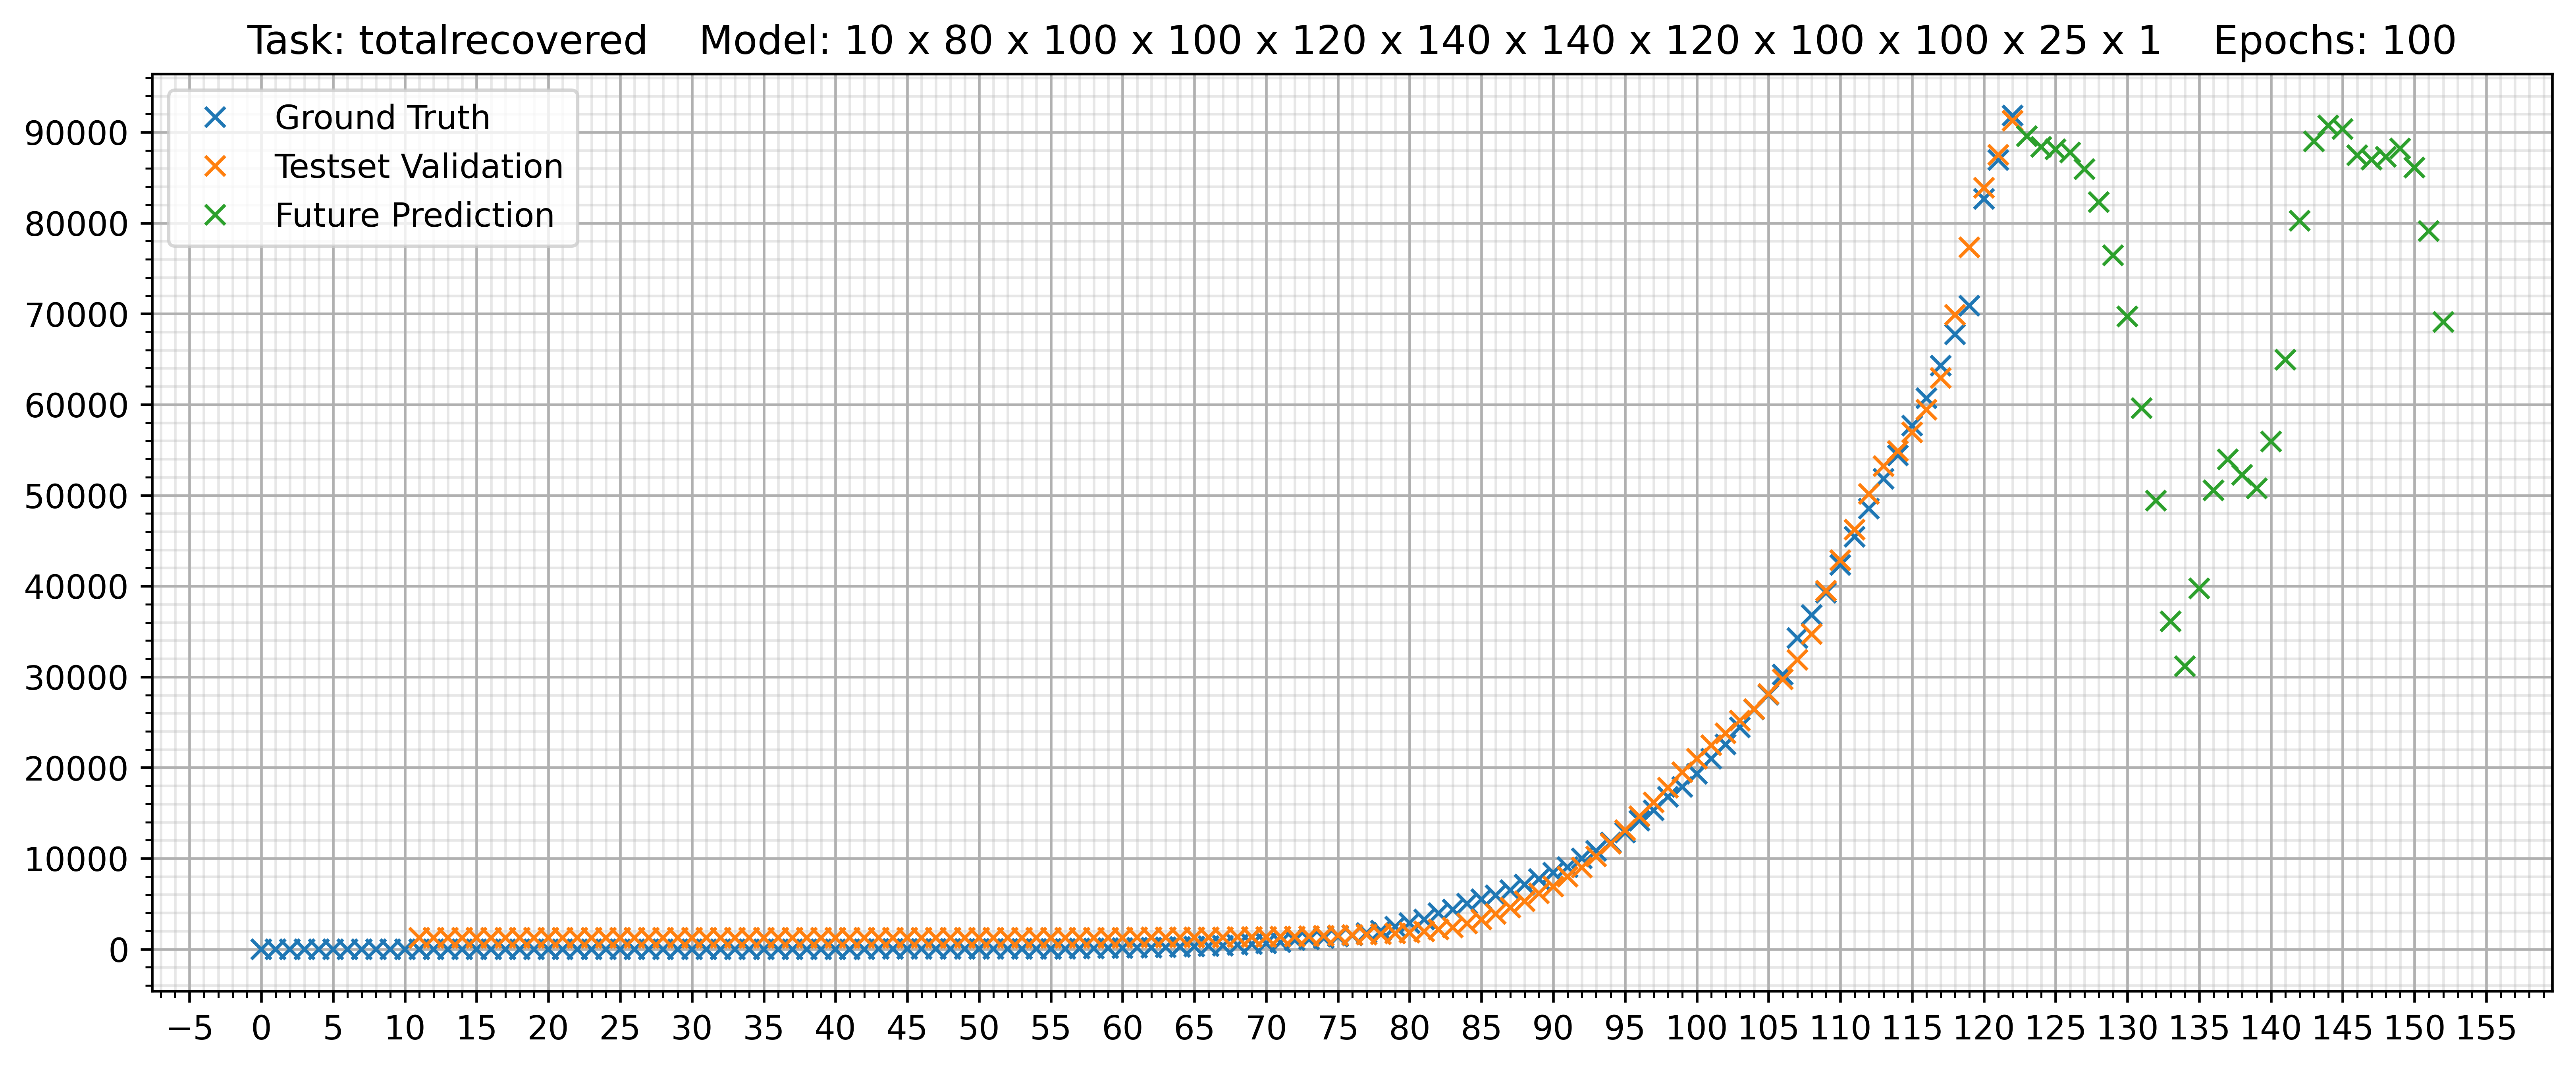 Task: totalrecovered    Model: 10 x 80 x 100 x 100 x 120 x 140 x 140 x 120 x 100 x 100 x 25 x 1    Epochs: 100
Ground Truth
Testset Validation
Future Prediction
90000
80000
70000
60000
50000
40000
30000
20000
10000
0
−5 0 5 10 15 20 25 30 35 40 45 50 55 60 65 70 75 80 85 90 95 100 105 110 115 120 125 130 135 140 145 150 155